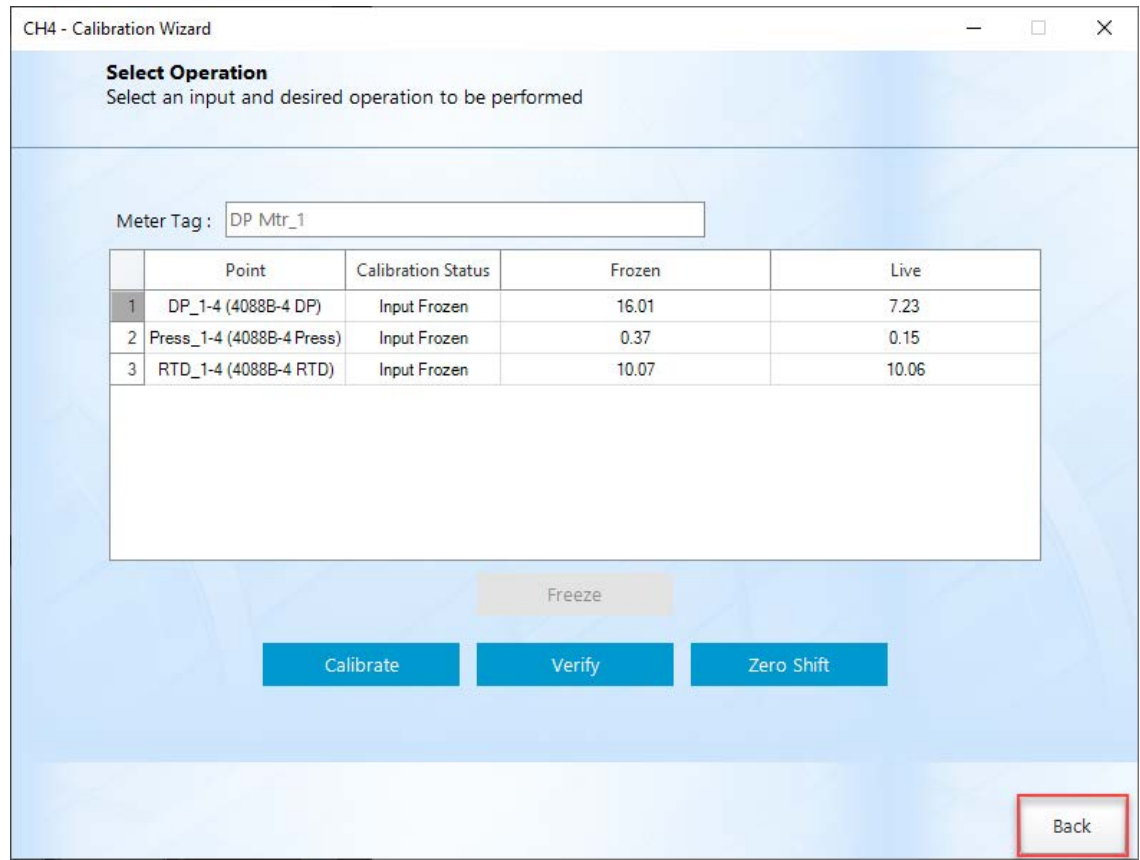 CH4 - Calibration Wizard
Select Operation
Select an input and desired operation to be performed
Meter Tag : DP Mtr_1
Point Calibration Status Frozen Live
1 DP_1-4 (4088B-4 DP) Input Frozen 16.01 7.23
2 Press_1-4 (4088B-4 Press) Input Frozen 0.37 0.15
3 RTD_1-4 (4088B-4 RTD) Input Frozen 10.07 10.06
Freeze
Calibrate Verify Zero Shift
Back